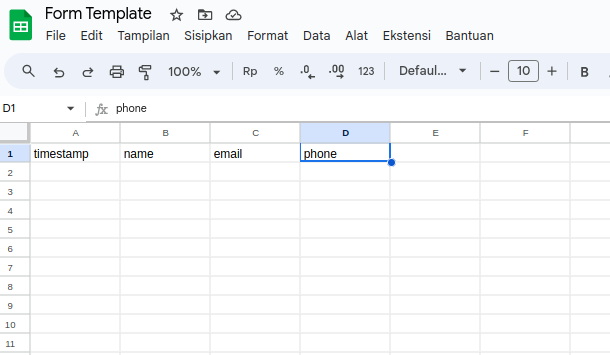 Form Template
File Edit Tampilan Sisipkan Format Data Alat Ekstensi Bantuan
100% Rp % .0 .00 123 Defaul... 10 B
D1 fx phone
A B C D E F
1 timestamp name email phone
2
3
4
5
6
7
8
9
10
11